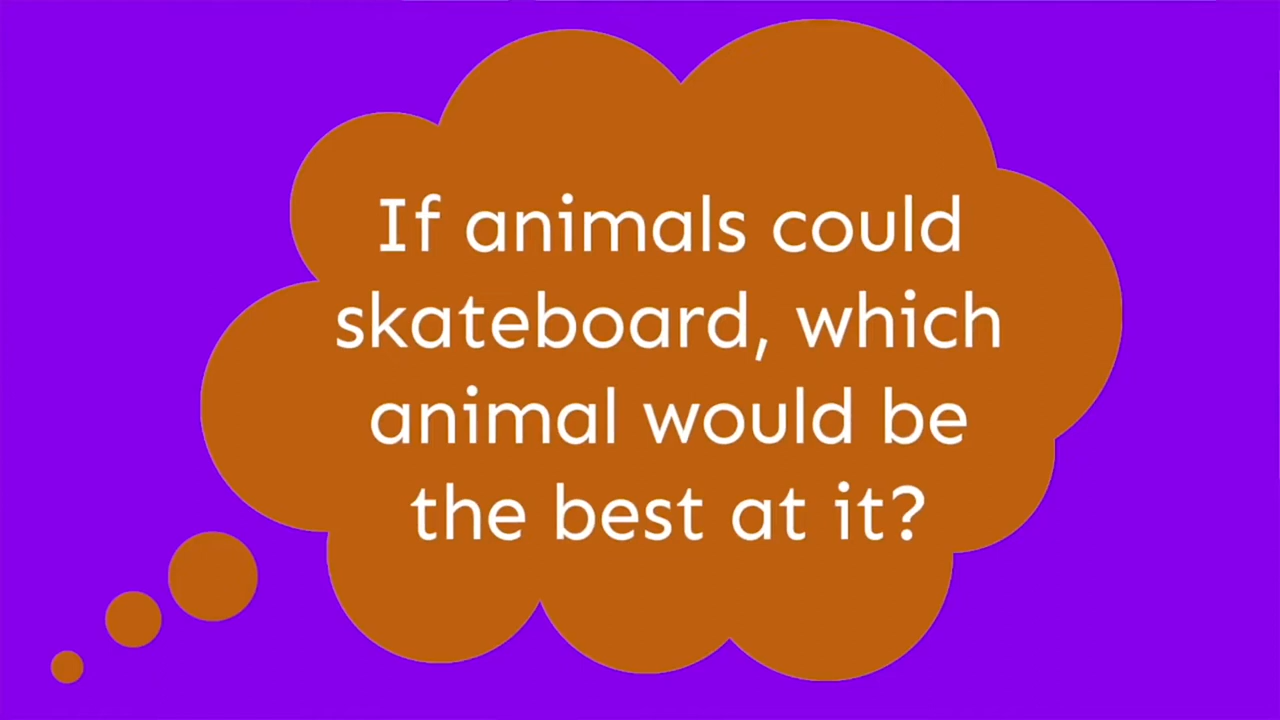 If animals could
skateboard, which
animal would be
the best at it?